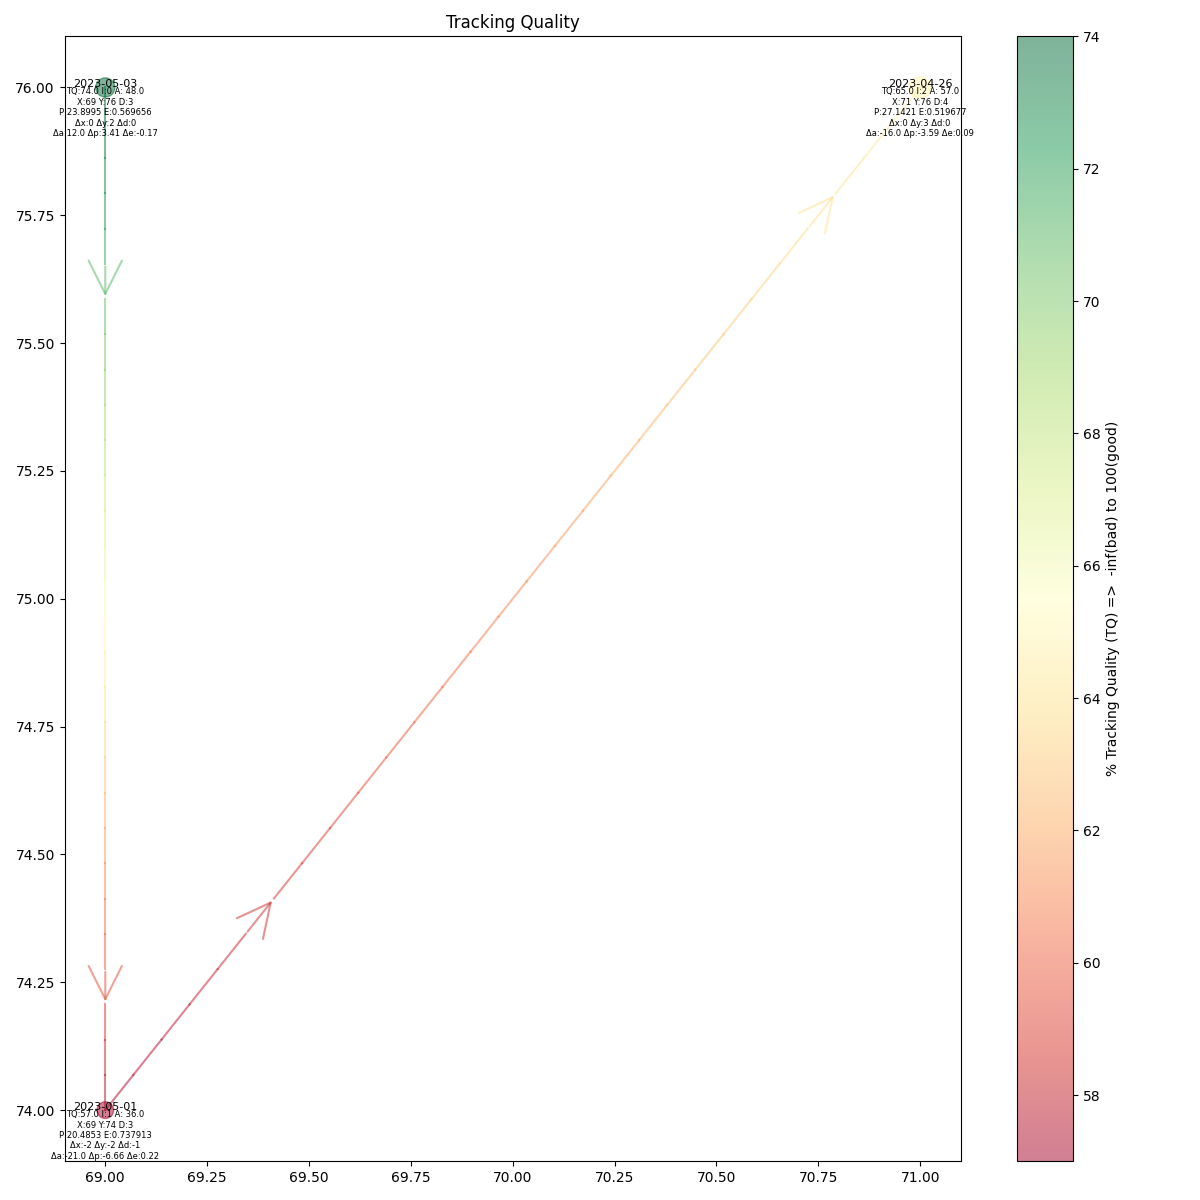 Tracking Quality
2023-05-03
TQ:74.0 I:0 A: 48.0
X:69 Y:76 D:3
P:23.8995 E:0.569656
Δx:0 Δy:2 Δd:0
Δa:12.0 Δp:3.41 Δe:-0.17
2023-04-26
TQ:65.0 I:2 A: 57.0
X:71 Y:76 D:4
P:27.1421 E:0.519677
Δx:0 Δy:3 Δd:0
Δa:-16.0 Δp:-3.59 Δe:0.09
2023-05-01
TQ:57.0 I:1 A: 36.0
X:69 Y:74 D:3
P:20.4853 E:0.737913
Δx:-2 Δy:-2 Δd:-1
Δa:-21.0 Δp:-6.66 Δe:0.22
76.00
75.75
75.50
75.25
75.00
74.75
74.50
74.25
74.00
69.00 69.25 69.50 69.75 70.00 70.25 70.50 70.75 71.00
74
72
70
68
66
64
62
60
58
% Tracking Quality (TQ) => -inf(bad) to 100(good)